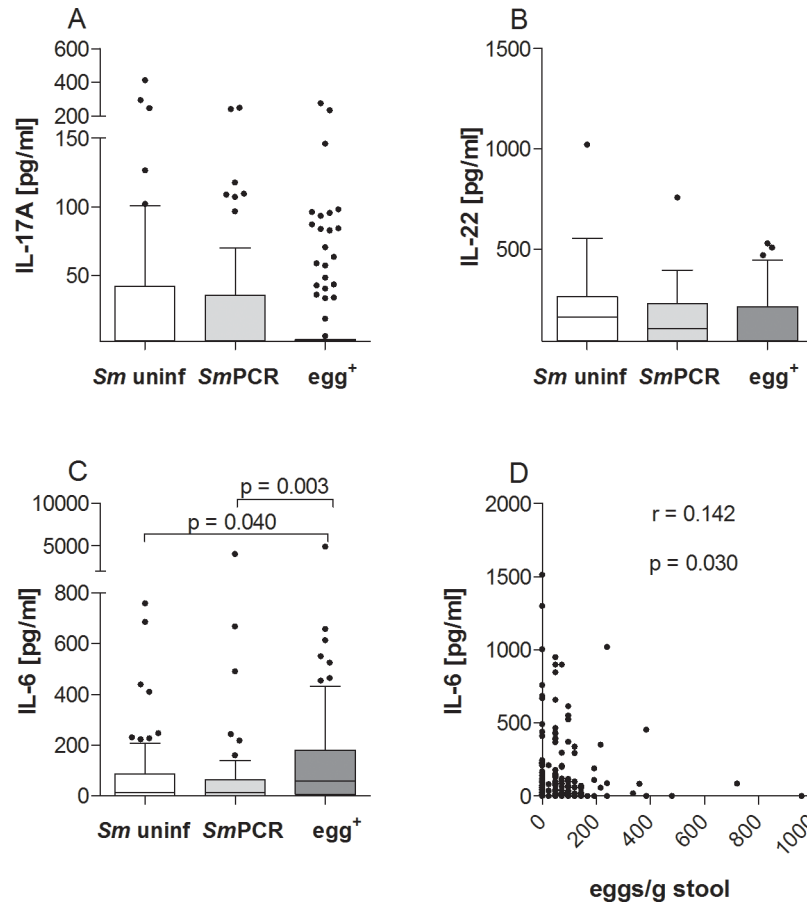 A
IL-17A [pg/ml]
600
400
200
150
100
50
Sm uninf SmPCR egg+
B
IL-22 [pg/ml]
1500
1000
500
Sm uninf SmPCR egg+
C
IL-6 [pg/ml]
10000
5000
800
600
400
200
0
p = 0.003
p = 0.040
Sm uninf SmPCR egg+
D
IL-6 [pg/ml]
2000
1500
1000
500
0
r = 0.142
p = 0.030
0 200 400 600 800 1000
eggs/g stool